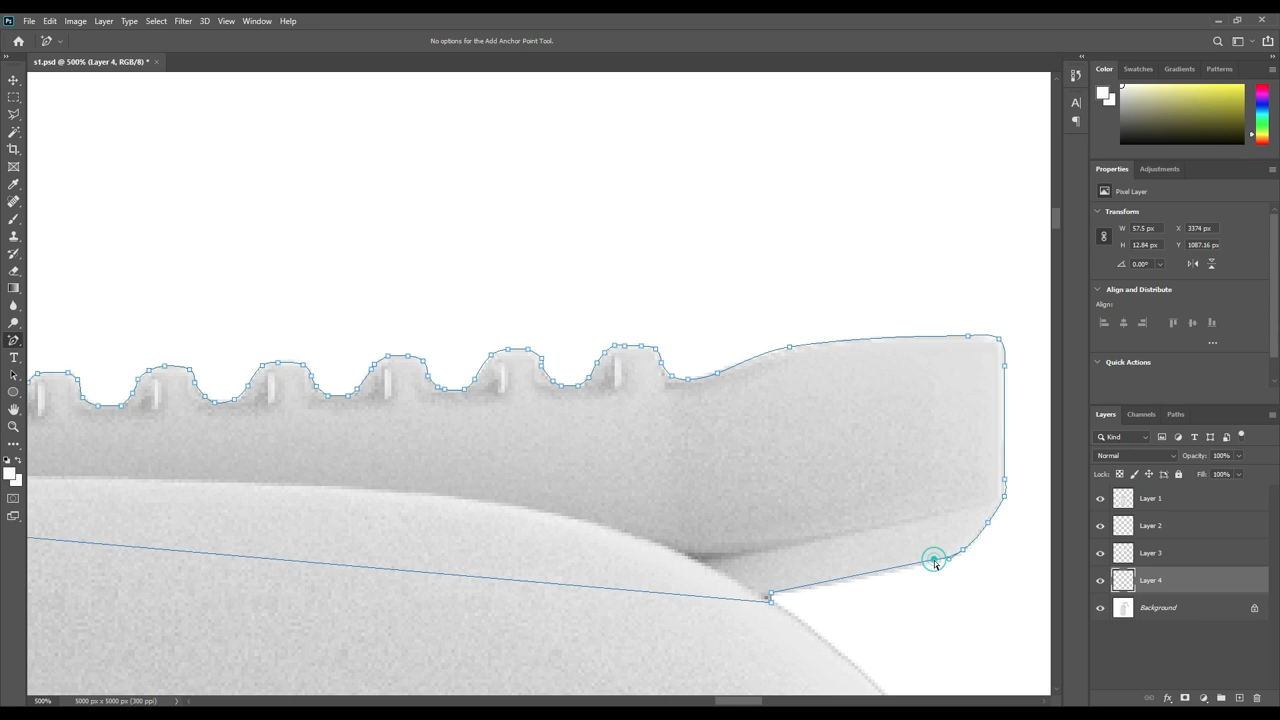 Ps File Edit Image Layer Type Select Filter 3D View Window Help
No options for the Add Anchor Point Tool.
s1.psd @ 500% (Layer 4, RGB/8) * ×
Color Swatches Gradients Patterns
A|
¶
Properties Adjustments
Pixel Layer
Transform
W 57.5 px X 3374 px
H 12.84 px Y 1087.16 px
0.00°
Align and Distribute
Align:
Quick Actions
Layers Channels Paths
Kind T
Normal Opacity: 100%
Lock: Fill: 100%
Layer 1
Layer 2
Layer 3
Layer 4
Background
fx
T
500% 5000 px x 5000 px (300 ppi)